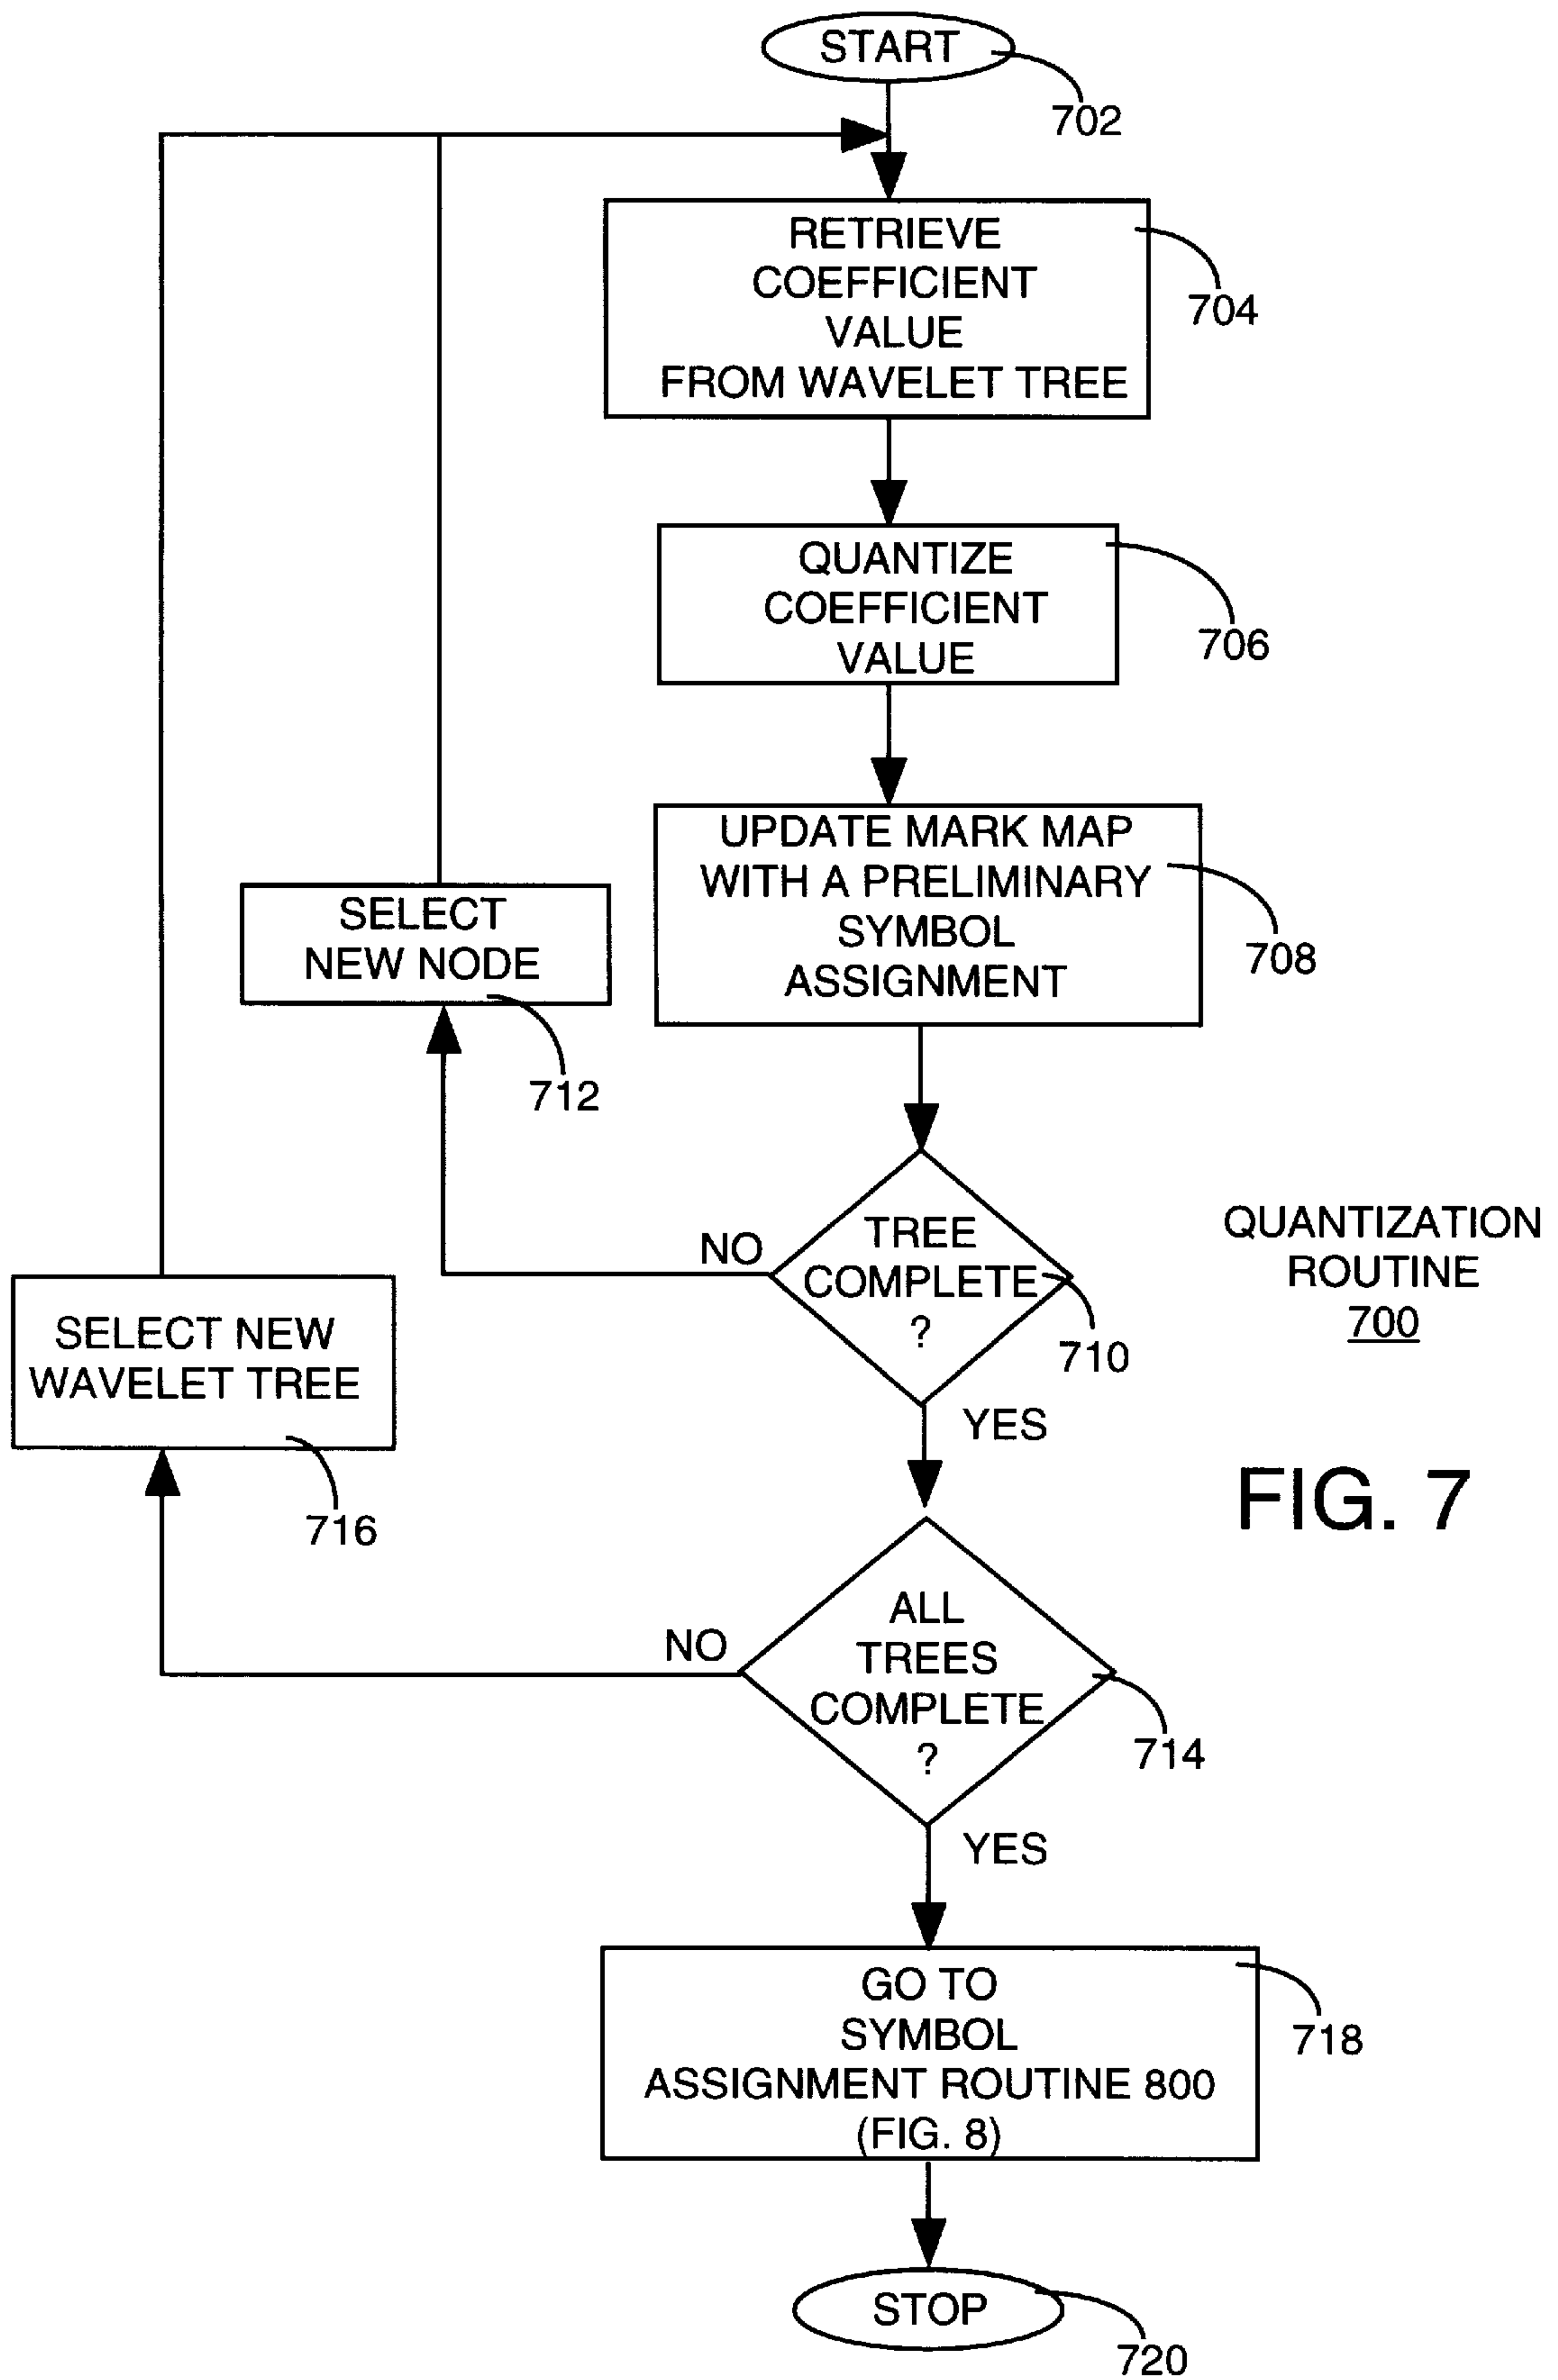 START
702
RETRIEVE
COEFFICIENT
VALUE
FROM WAVELET TREE
704
QUANTIZE
COEFFICIENT
VALUE
706
UPDATE MARK MAP
WITH A PRELIMINARY
SYMBOL
ASSIGNMENT
708
SELECT
NEW NODE
712
NO
TREE
COMPLETE
?
710
YES
QUANTIZATION
ROUTINE
700
SELECT NEW
WAVELET TREE
716
FIG. 7
NO
ALL
TREES
COMPLETE
?
714
YES
GO TO
SYMBOL
ASSIGNMENT ROUTINE 800
(FIG. 8)
718
STOP
720